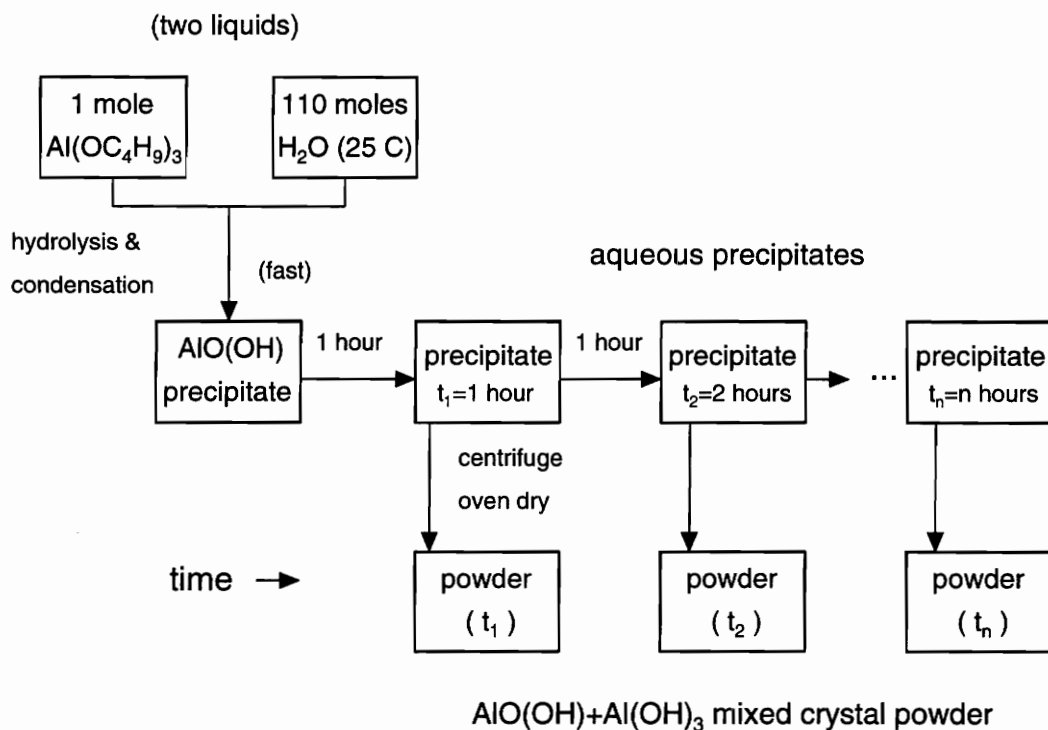 (two liquids)
1 mole
Al(OC₄H₉)₃
110 moles
H₂O (25 C)
hydrolysis &
condensation
(fast)
aqueous precipitates
AlO(OH)
precipitate
1 hour
precipitate
t₁=1 hour
1 hour
precipitate
t₂=2 hours
...
precipitate
tₙ=n hours
centrifuge
oven dry
time
powder
( t₁ )
powder
( t₂ )
powder
( tₙ )
AlO(OH)+Al(OH)₃ mixed crystal powder